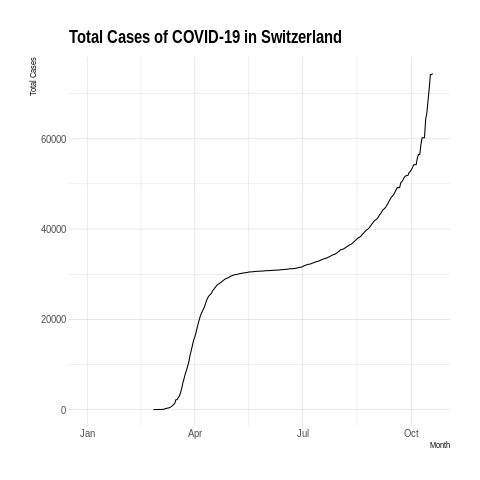 Total Cases of COVID-19 in Switzerland
Total Cases
60000
40000
20000
0
Jan Apr Jul Oct
Month